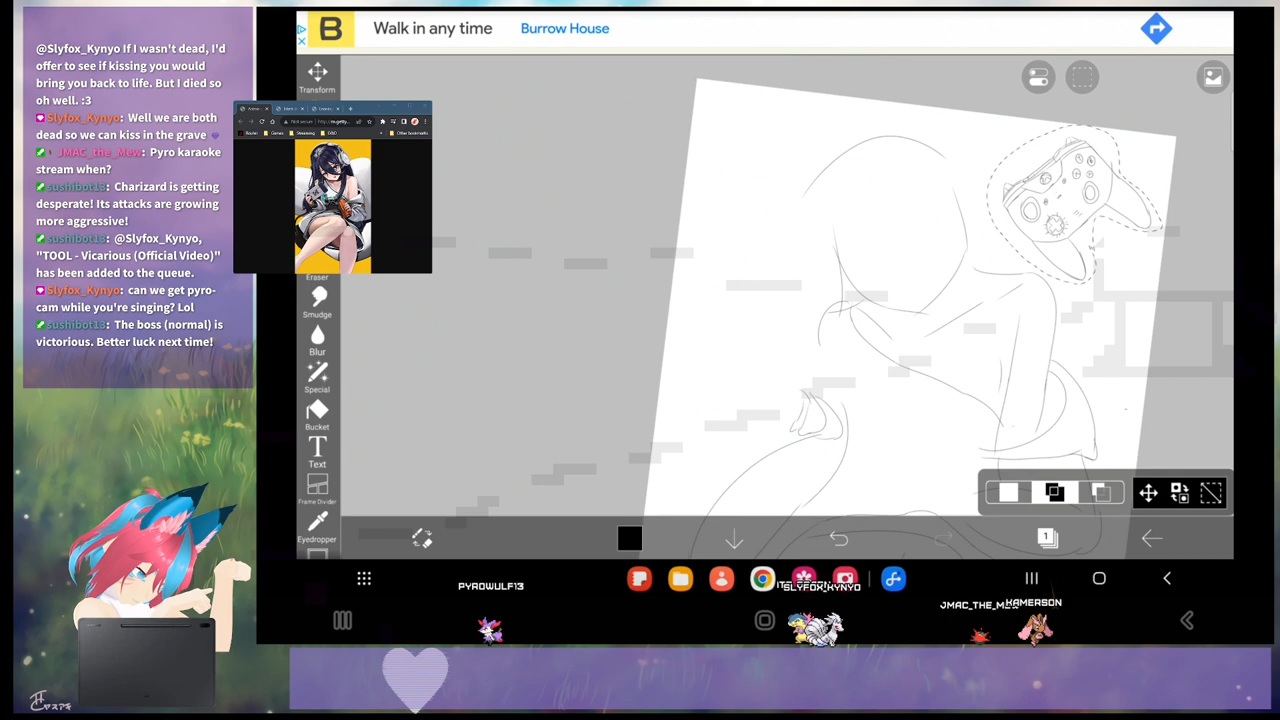 @Slyfox_Kynyo If I wasn't dead, I'd
offer to see if kissing you would
bring you back to life. But I died so
oh well. :3
Slyfox_Kynyo: Well we are both
dead so we can kiss in the grave
JMAC_the_Mew: Pyro karaoke
stream when?
sushibot13: Charizard is getting
desperate! Its attacks are growing
more aggressive!
sushibot13: @Slyfox_Kynyo,
"TOOL - Vicarious (Official Video)"
has been added to the queue.
Slyfox_Kynyo: can we get pyro-
cam while you're singing? Lol
sushibot13: The boss (normal) is
victorious. Better luck next time!
B
Walk in any time
Burrow House
Transform
Eraser
Smudge
Blur
Special
Bucket
T
Text
Frame Divider
Eyedropper
1
Games
Streaming
Other bookmarks
PYROWULF13
SLYFOX_KYNYO
KAMERSON